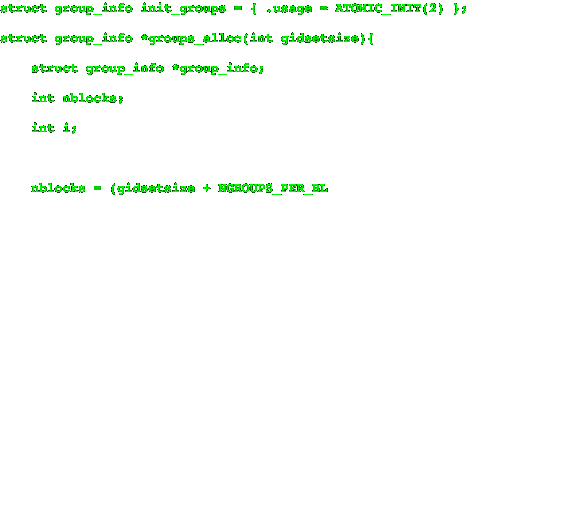 struct group_info init_groups = { .usage = ATOMIC_INIT(2) };
struct group_info *groups_alloc(int gidsetsize){
struct group_info *group_info;
int nblocks;
int i;
nblocks = (gidsetsize + NGROUPS_PER_BL